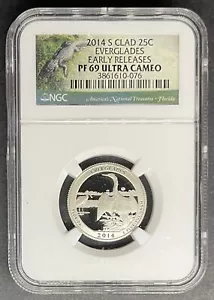 2014 S CLAD 25C
EVERGLADES
EARLY RELEASES
PF 69 ULTRA CAMEO
3861610-076
NGC
America's National Treasures - Florida
EVERGLADES
2014